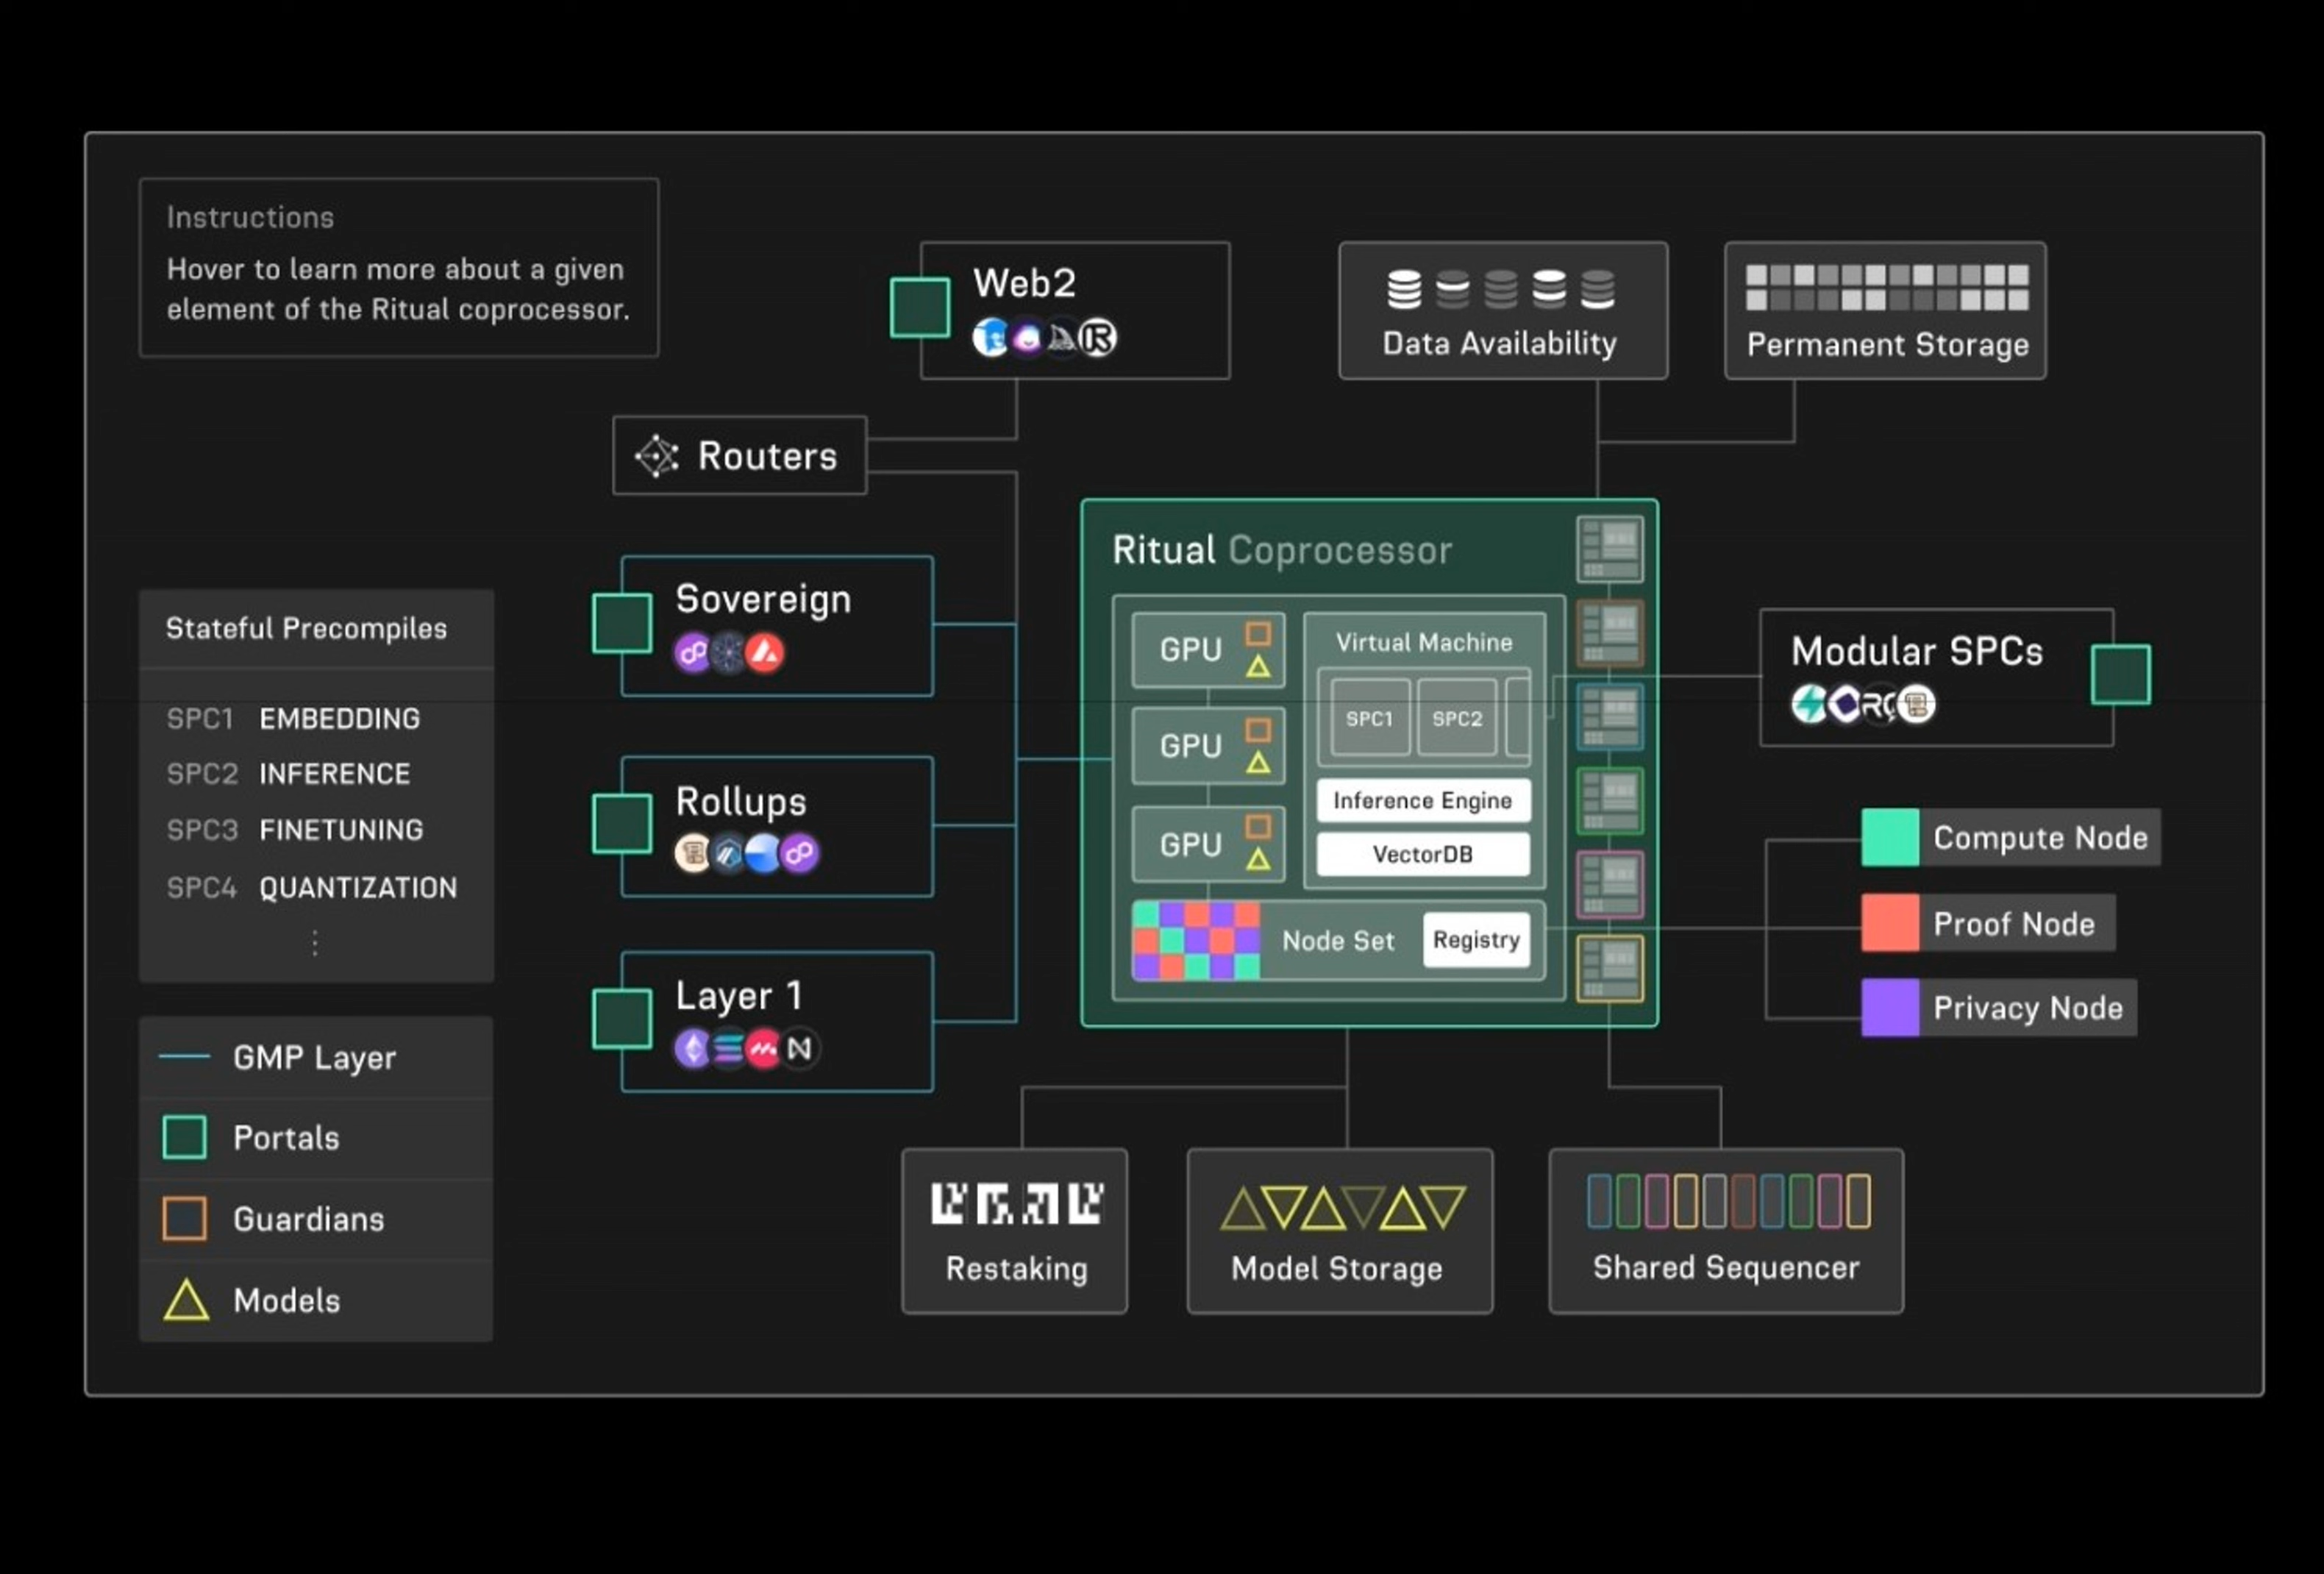 Instructions
Hover to learn more about a given
element of the Ritual coprocessor.
Web2
Data Availability
Permanent Storage
Routers
Stateful Precompiles
SPC1 EMBEDDING
SPC2 INFERENCE
SPC3 FINETUNING
SPC4 QUANTIZATION
GMP Layer
Portals
Guardians
Models
Sovereign
Rollups
Layer 1
Ritual Coprocessor
GPU
GPU
GPU
Virtual Machine
SPC1
SPC2
Inference Engine
VectorDB
Node Set
Registry
Modular SPCs
Compute Node
Proof Node
Privacy Node
Restaking
Model Storage
Shared Sequencer